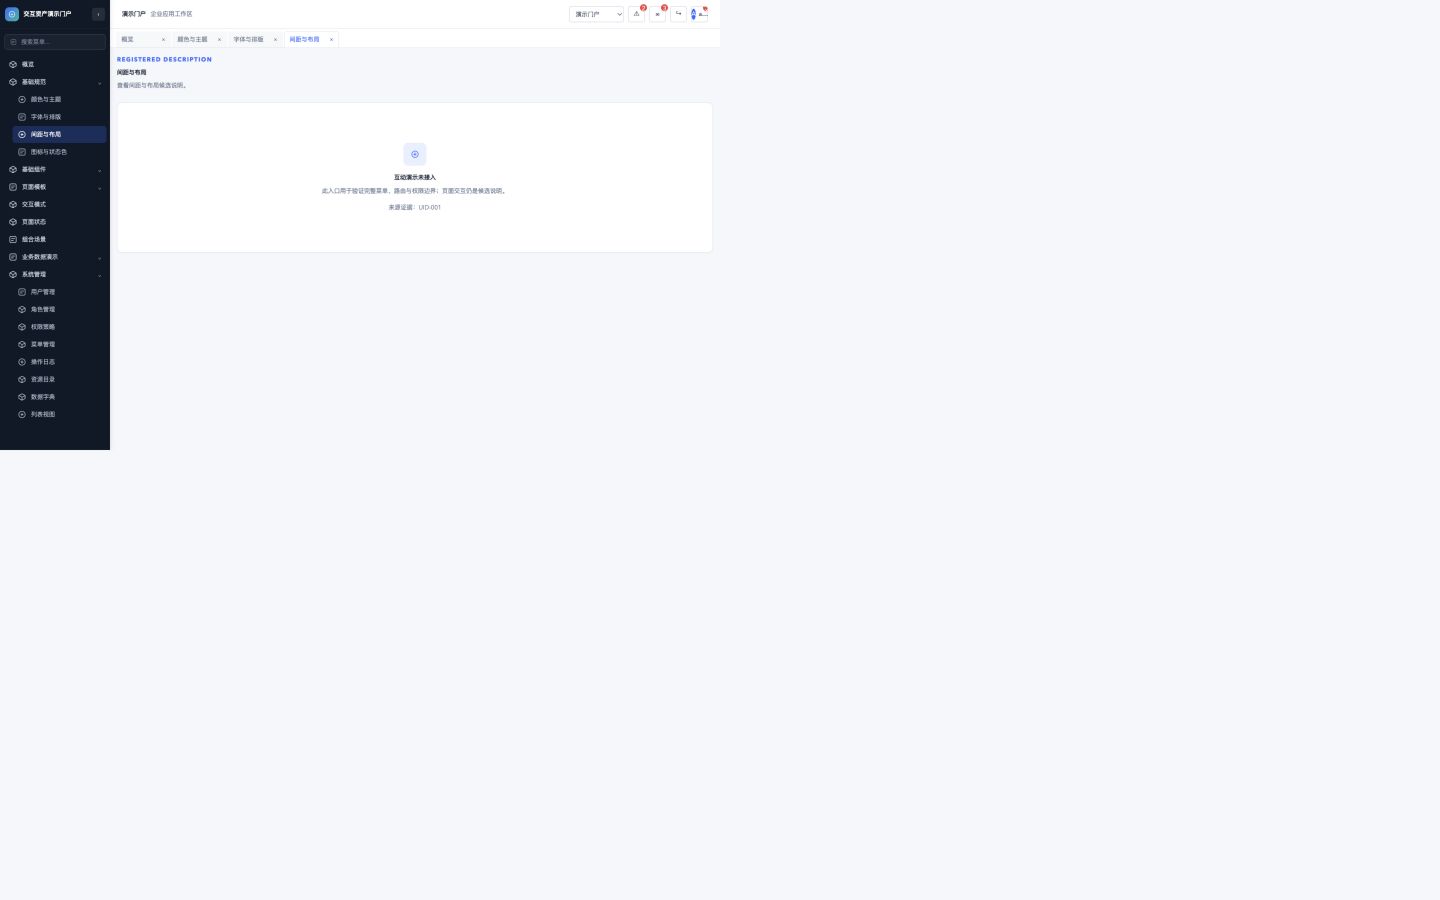 交互资产演示门户
搜索菜单...
概览
基础规范
颜色与主题
字体与排版
间距与布局
图标与状态色
基础组件
页面模板
交互模式
页面状态
组合场景
业务数据演示
系统管理
用户管理
角色管理
权限策略
菜单管理
操作日志
资源目录
数据字典
列表视图
演示门户 企业应用工作区
演示门户
2
3
概览 × 颜色与主题 × 字体与排版 × 间距与布局 ×
REGISTERED DESCRIPTION
间距与布局
查看间距与布局候选说明。
互动演示未接入
此入口用于验证完整菜单、路由与权限边界；页面交互仍是候选说明。
来源证据：UID-001